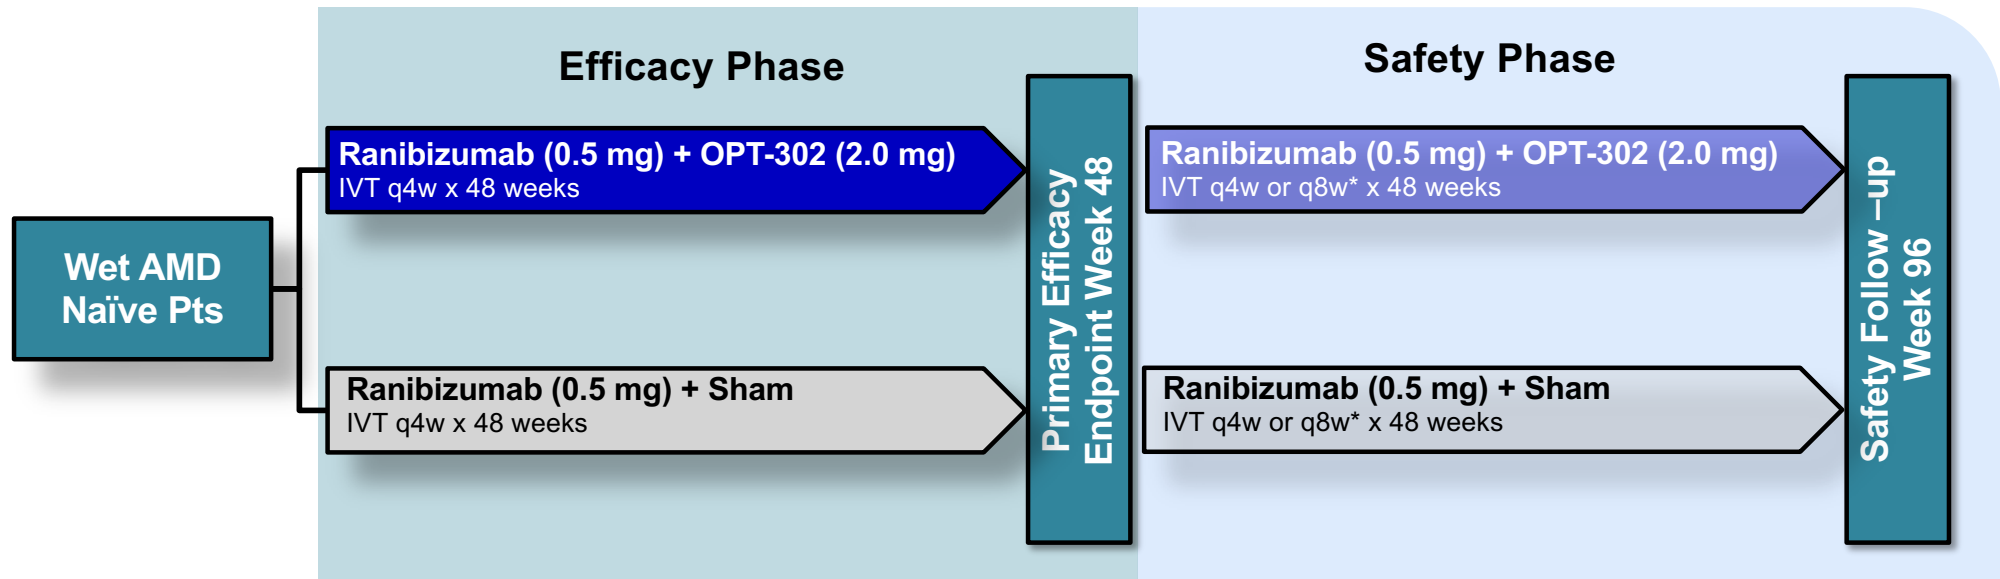 Efficacy Phase
Safety Phase
Wet AMD
Naïve Pts
Ranibizumab (0.5 mg) + OPT-302 (2.0 mg)
IVT q4w x 48 weeks
Ranibizumab (0.5 mg) + Sham
IVT q4w x 48 weeks
Primary Efficacy
Endpoint Week 48
Ranibizumab (0.5 mg) + OPT-302 (2.0 mg)
IVT q4w or q8w* x 48 weeks
Ranibizumab (0.5 mg) + Sham
IVT q4w or q8w* x 48 weeks
Safety Follow –up
Week 96